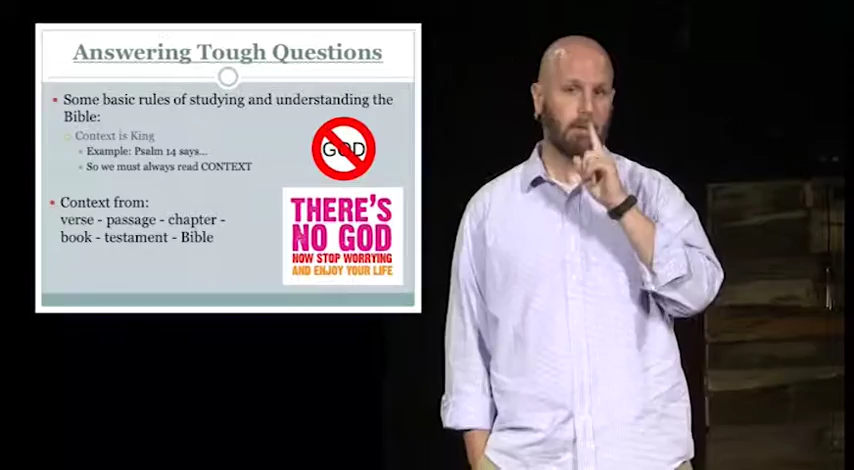 Answering Tough Questions
Some basic rules of studying and understanding the
Bible:
Context is King
Example: Psalm 14 says...
So we must always read CONTEXT
GOD
Context from:
verse - passage - chapter -
book - testament - Bible
THERE'S
NO GOD
NOW STOP WORRYING
AND ENJOY YOUR LIFE